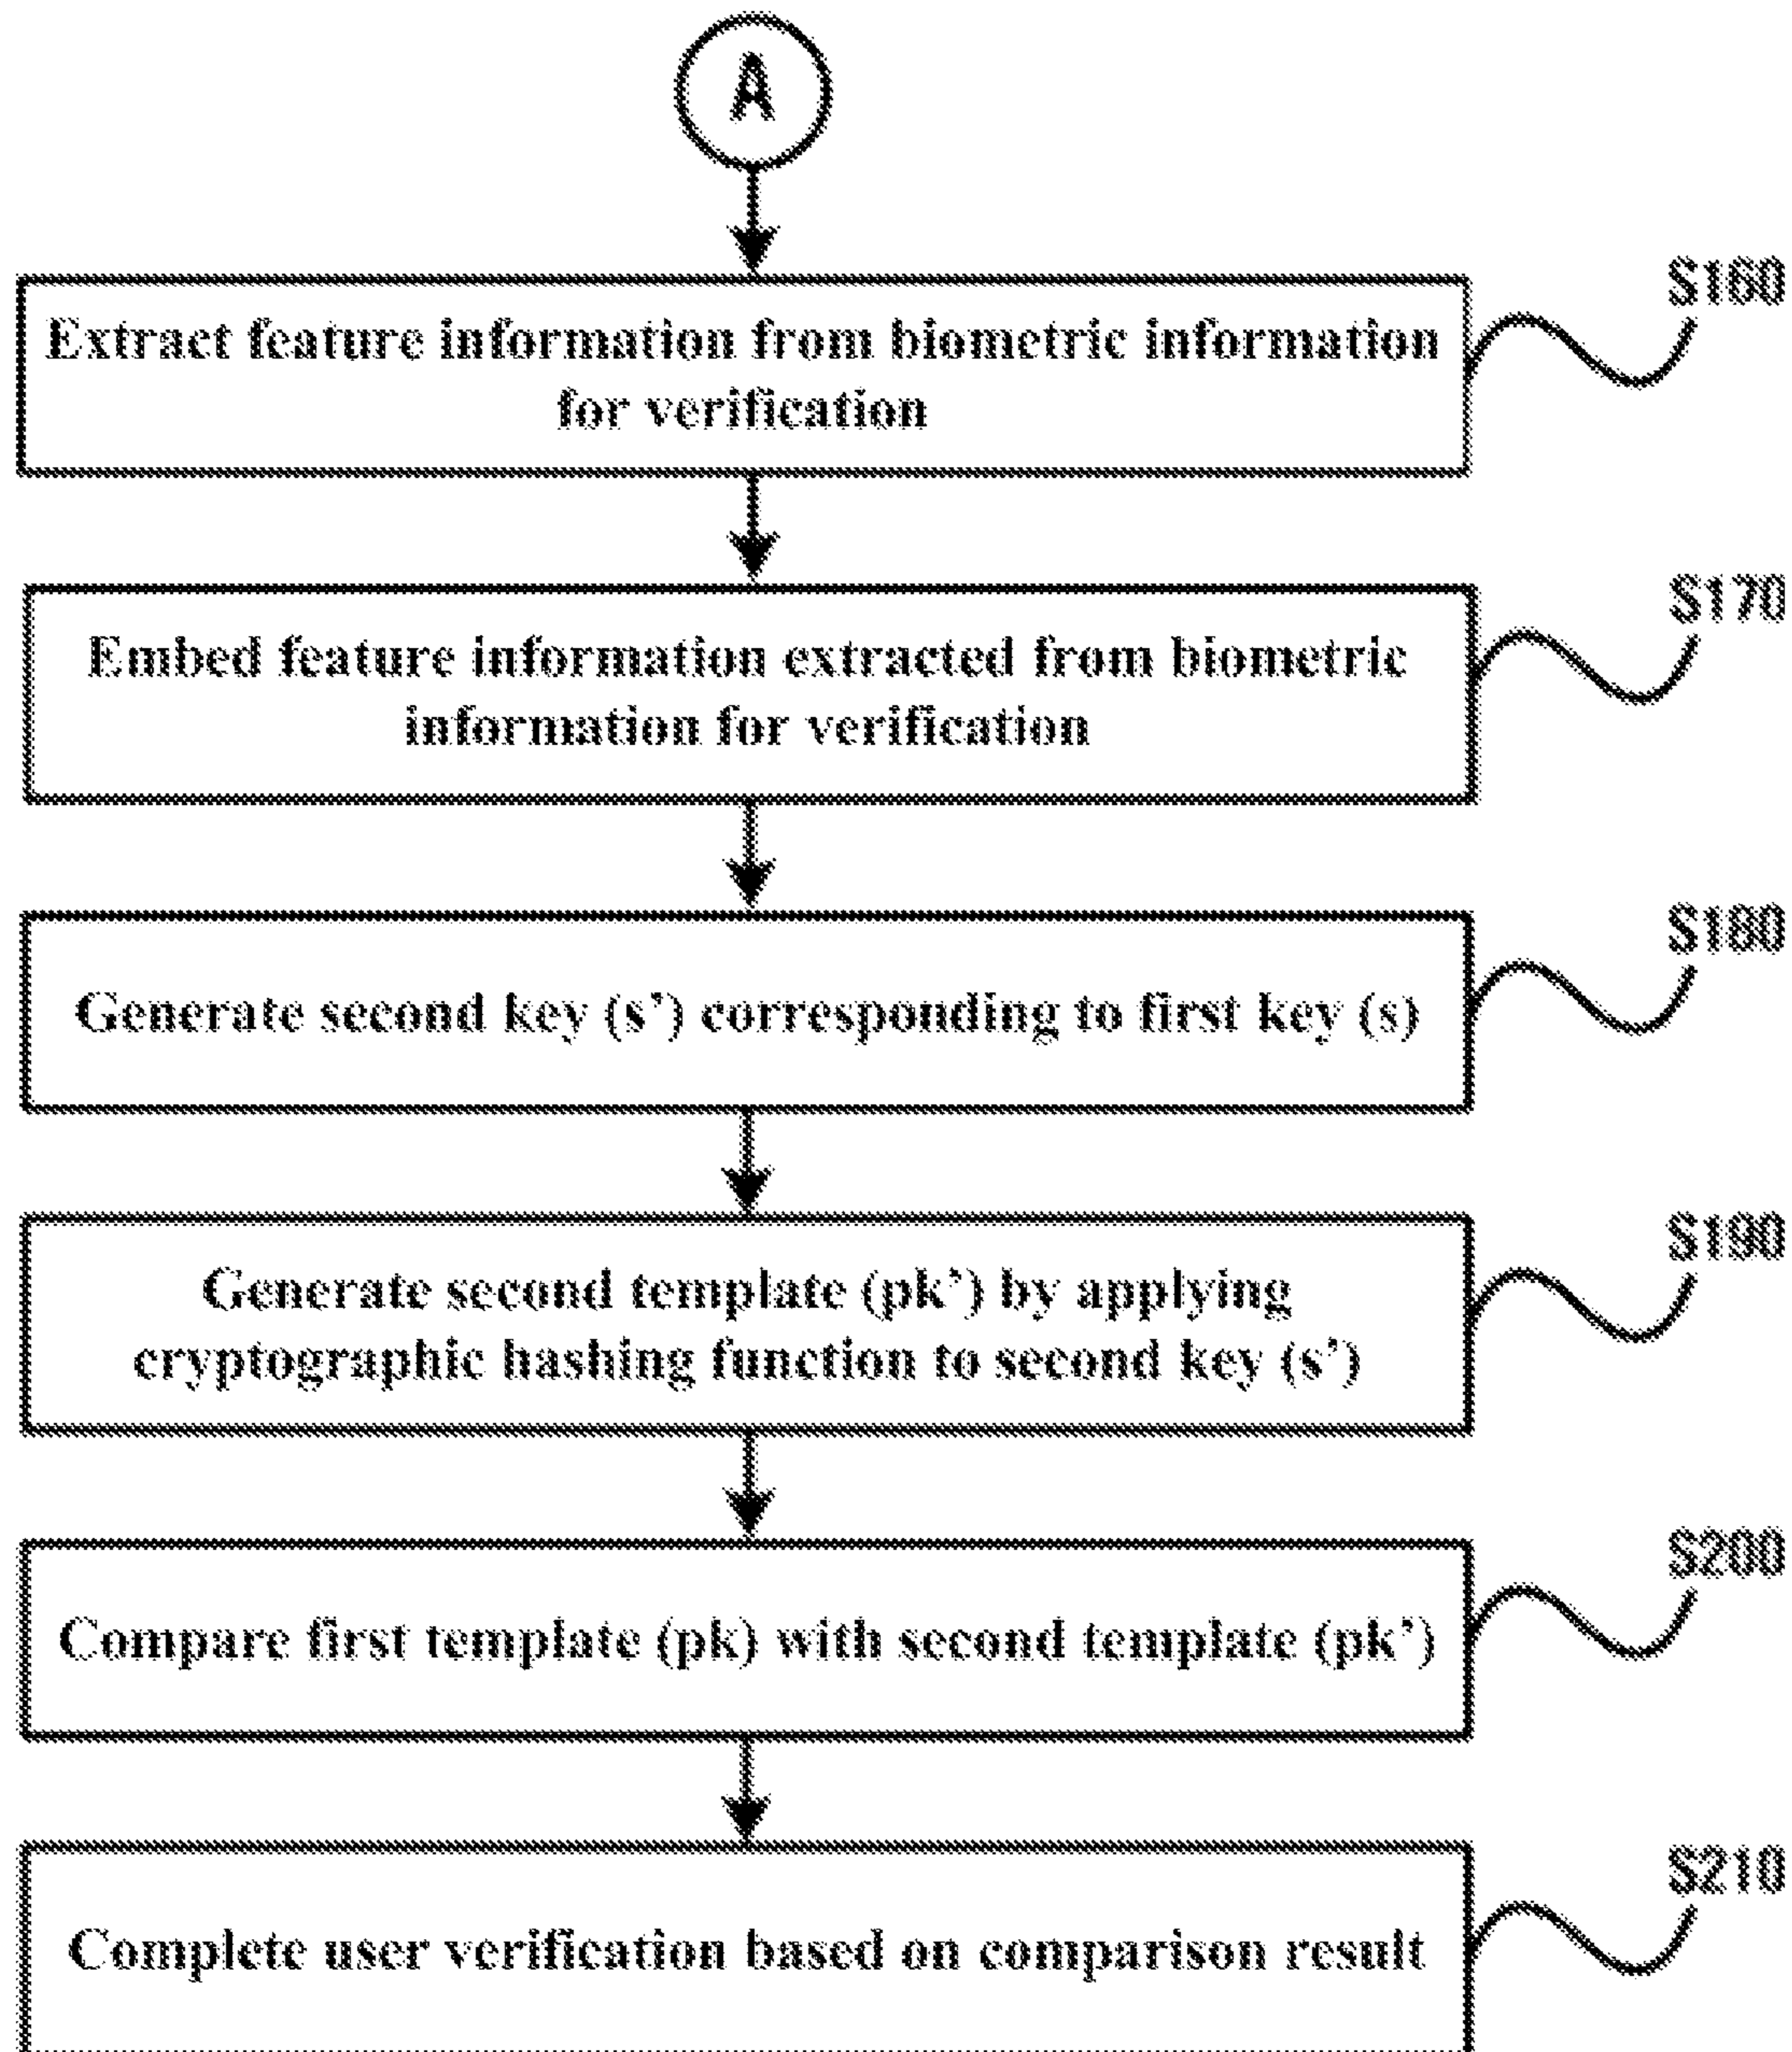 A
S160
Extract feature information from biometric information
for verification
S170
Embed feature information extracted from biometric
information for verification
S180
Generate second key (s’) corresponding to first key (s)
S190
Generate second template (pk’) by applying
cryptographic hashing function to second key (s’)
S200
Compare first template (pk) with second template (pk’)
S210
Complete user verification based on comparison result